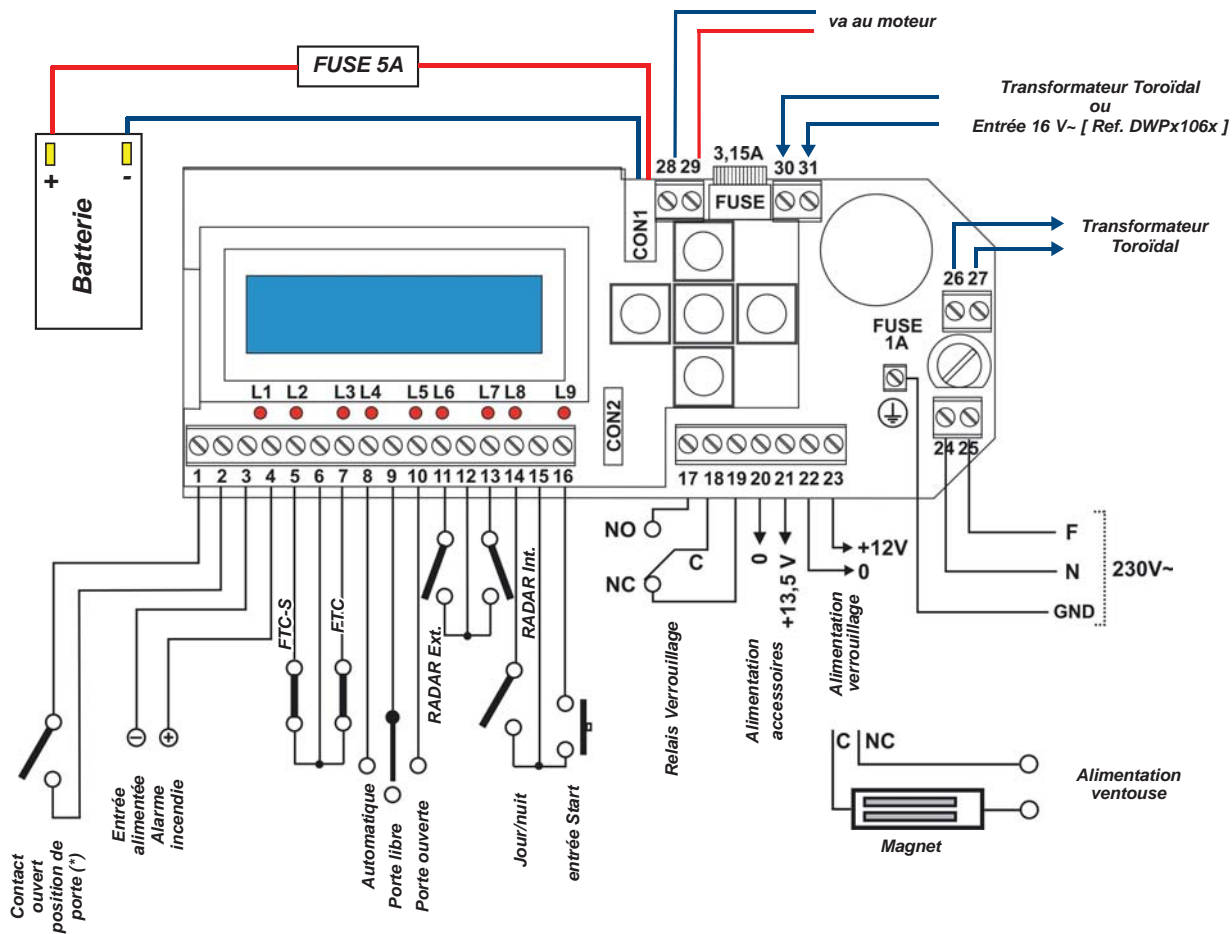 va au moteur
FUSE 5A
Transformateur Toroïdal
ou
Entrée 16 V~ [ Ref. DWPx106x ]
+
-
Batterie
28 29
3,15A
30 31
FUSE
CON1
Transformateur
Toroïdal
26 27
FUSE
1A
L1 L2 L3 L4 L5 L6 L7 L8 L9
CON2
24 25
1 2 3 4 5 6 7 8 9 10 11 12 13 14 15 16
17 18 19 20 21 22 23
NO
C
NC
0
+13,5 V
+12V
0
F
N
GND
230V~
FTC-S
F.T.C
RADAR Ext.
RADAR Int.
Relais Verrouillage
Alimentation
accessoires
Alimentation
verrouillage
−
+
Contact
ouvert
position de
porte (*)
Entrée
alimentée
Alarme
incendie
Automatique
Porte libre
Porte ouverte
Jour/nuit
entrée Start
C NC
Alimentation
ventouse
Magnet